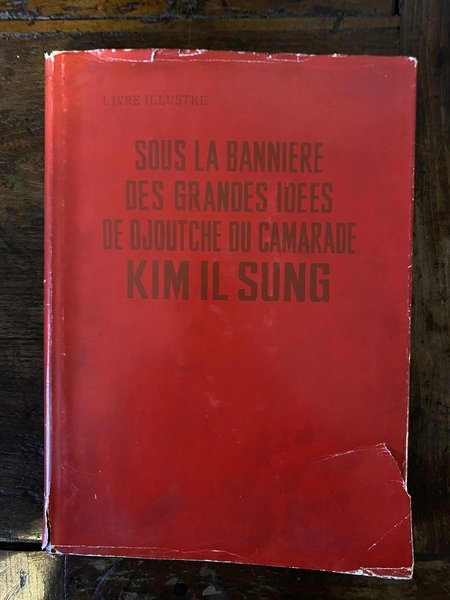 LIVRE ILLUSTRE
SOUS LA BANNIERE
DES GRANDES IDEES
DE DJOUTCHE DU CAMARADE
KIM IL SUNG